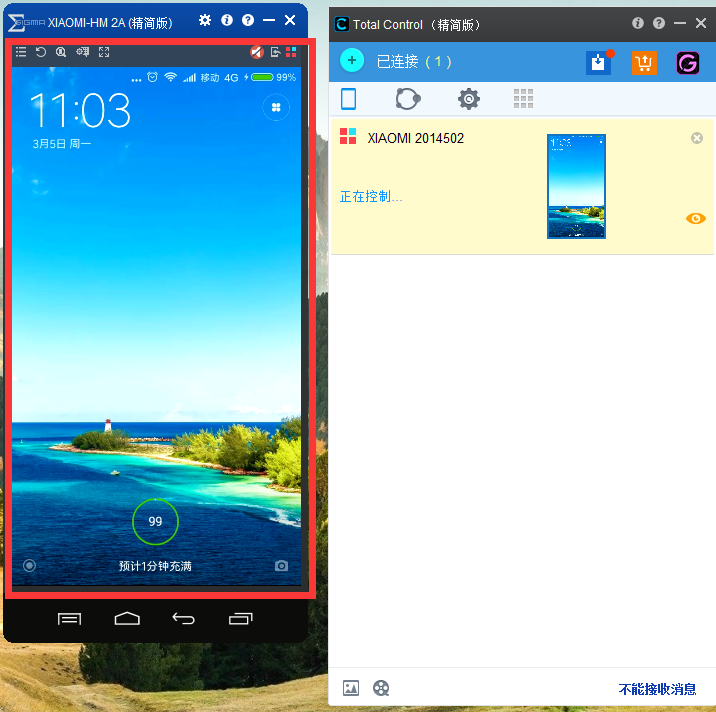 SIGMA XIAOMI-HM 2A (精简版)
... 移动 4G 99%
11:03
3月5日 周一
99
预计1分钟充满
Total Control（精简版）
已连接（1）
XIAOMI 2014502
正在控制...
不能接收消息